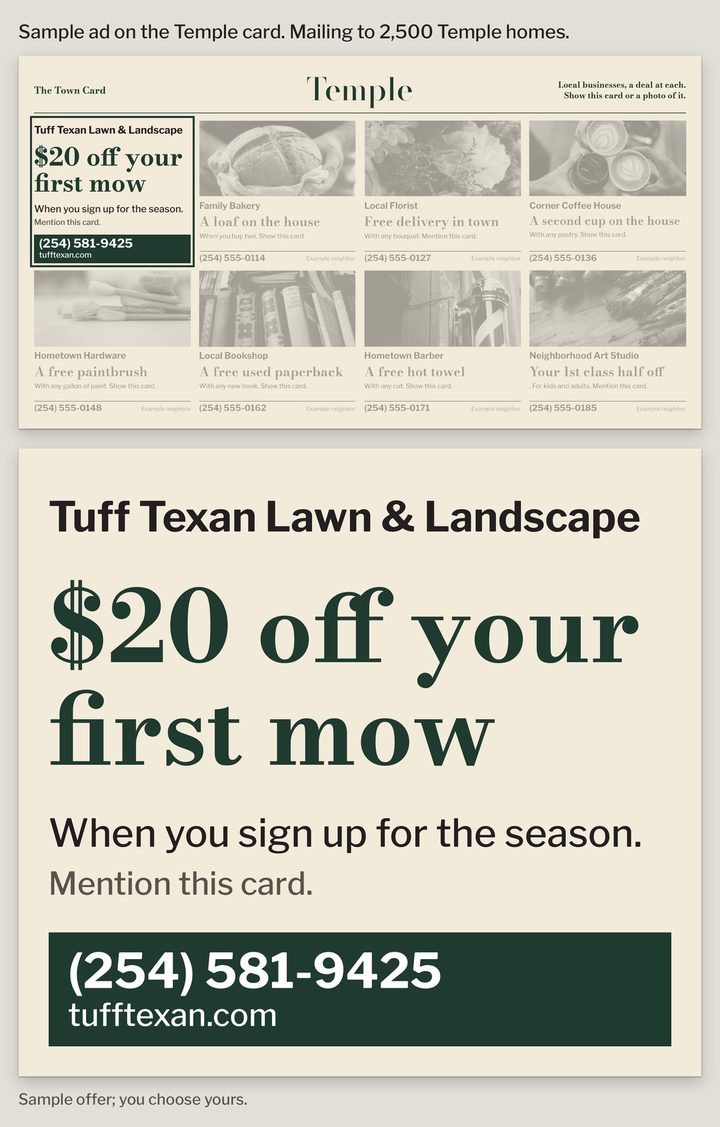 Sample ad on the Temple card. Mailing to 2,500 Temple homes.
The Town Card
Temple
Local businesses, a deal at each.
Show this card or a photo of it.
Tuff Texan Lawn & Landscape
$20 off your
first mow
When you sign up for the season.
Mention this card.
(254) 581-9425
tufftexan.com
Family Bakery
A loaf on the house
When you buy two. Show this card.
(254) 555-0114 Example neighbor
Local Florist
Free delivery in town
With any bouquet. Mention this card.
(254) 555-0127 Example neighbor
Corner Coffee House
A second cup on the house
With any pastry. Show this card.
(254) 555-0136 Example neighbor
Hometown Hardware
A free paintbrush
With any gallon of paint. Show this card.
(254) 555-0148 Example neighbor
Local Bookshop
A free used paperback
With any new book. Show this card.
(254) 555-0162 Example neighbor
Hometown Barber
A free hot towel
With any cut. Show this card.
(254) 555-0171 Example neighbor
Neighborhood Art Studio
Your 1st class half off
For kids and adults. Mention this card.
(254) 555-0185 Example neighbor
Tuff Texan Lawn & Landscape
$20 off your
first mow
When you sign up for the season.
Mention this card.
(254) 581-9425
tufftexan.com
Sample offer; you choose yours.